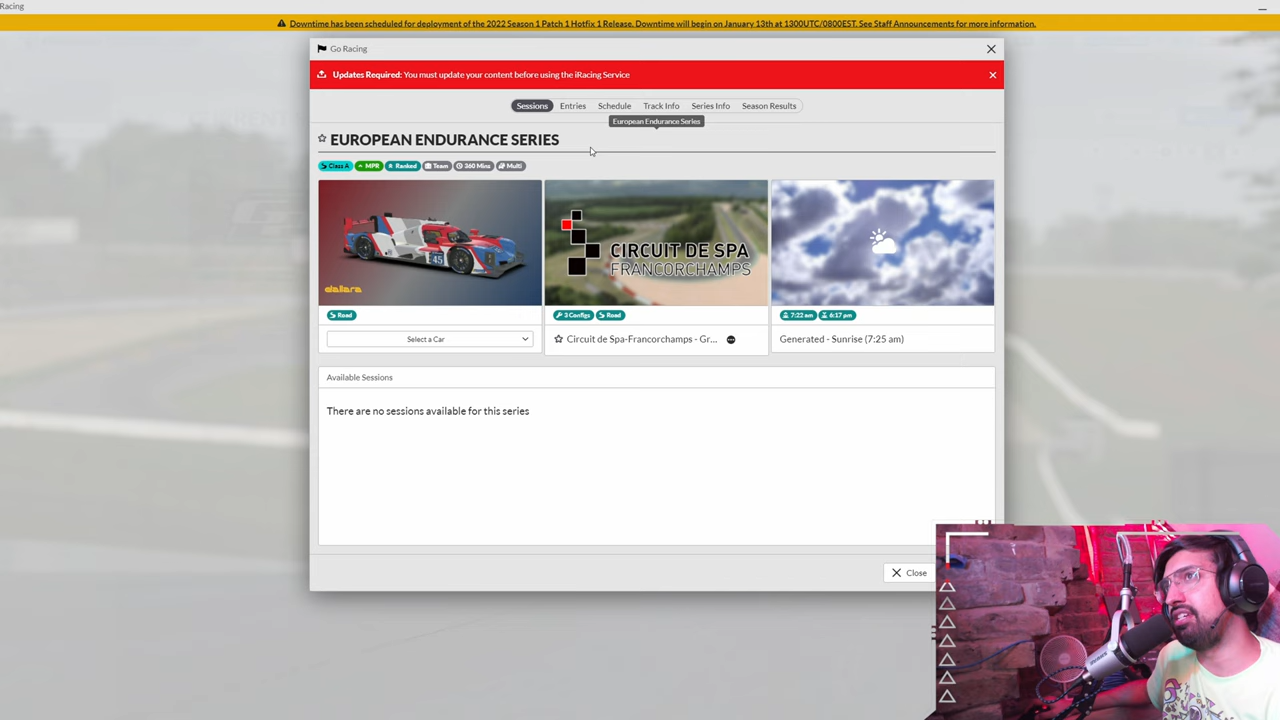 Racing
Downtime has been scheduled for deployment of the 2022 Season 1 Patch 1 Hotfix 1 Release. Downtime will begin on January 13th at 1300UTC/0800EST. See Staff Announcements for more information.
Go Racing
Updates Required: You must update your content before using the iRacing Service
Sessions Entries Schedule Track Info Series Info Season Results
European Endurance Series
EUROPEAN ENDURANCE SERIES
Class A MPR Ranked Team 360 Mins Multi
45
dallara
CIRCUIT DE SPA
FRANCORCHAMPS
Road 3 Configs Road 7:22 am 6:17 pm
Select a Car Circuit de Spa-Francorchamps - Gr... Generated - Sunrise (7:25 am)
Available Sessions
There are no sessions available for this series
Close